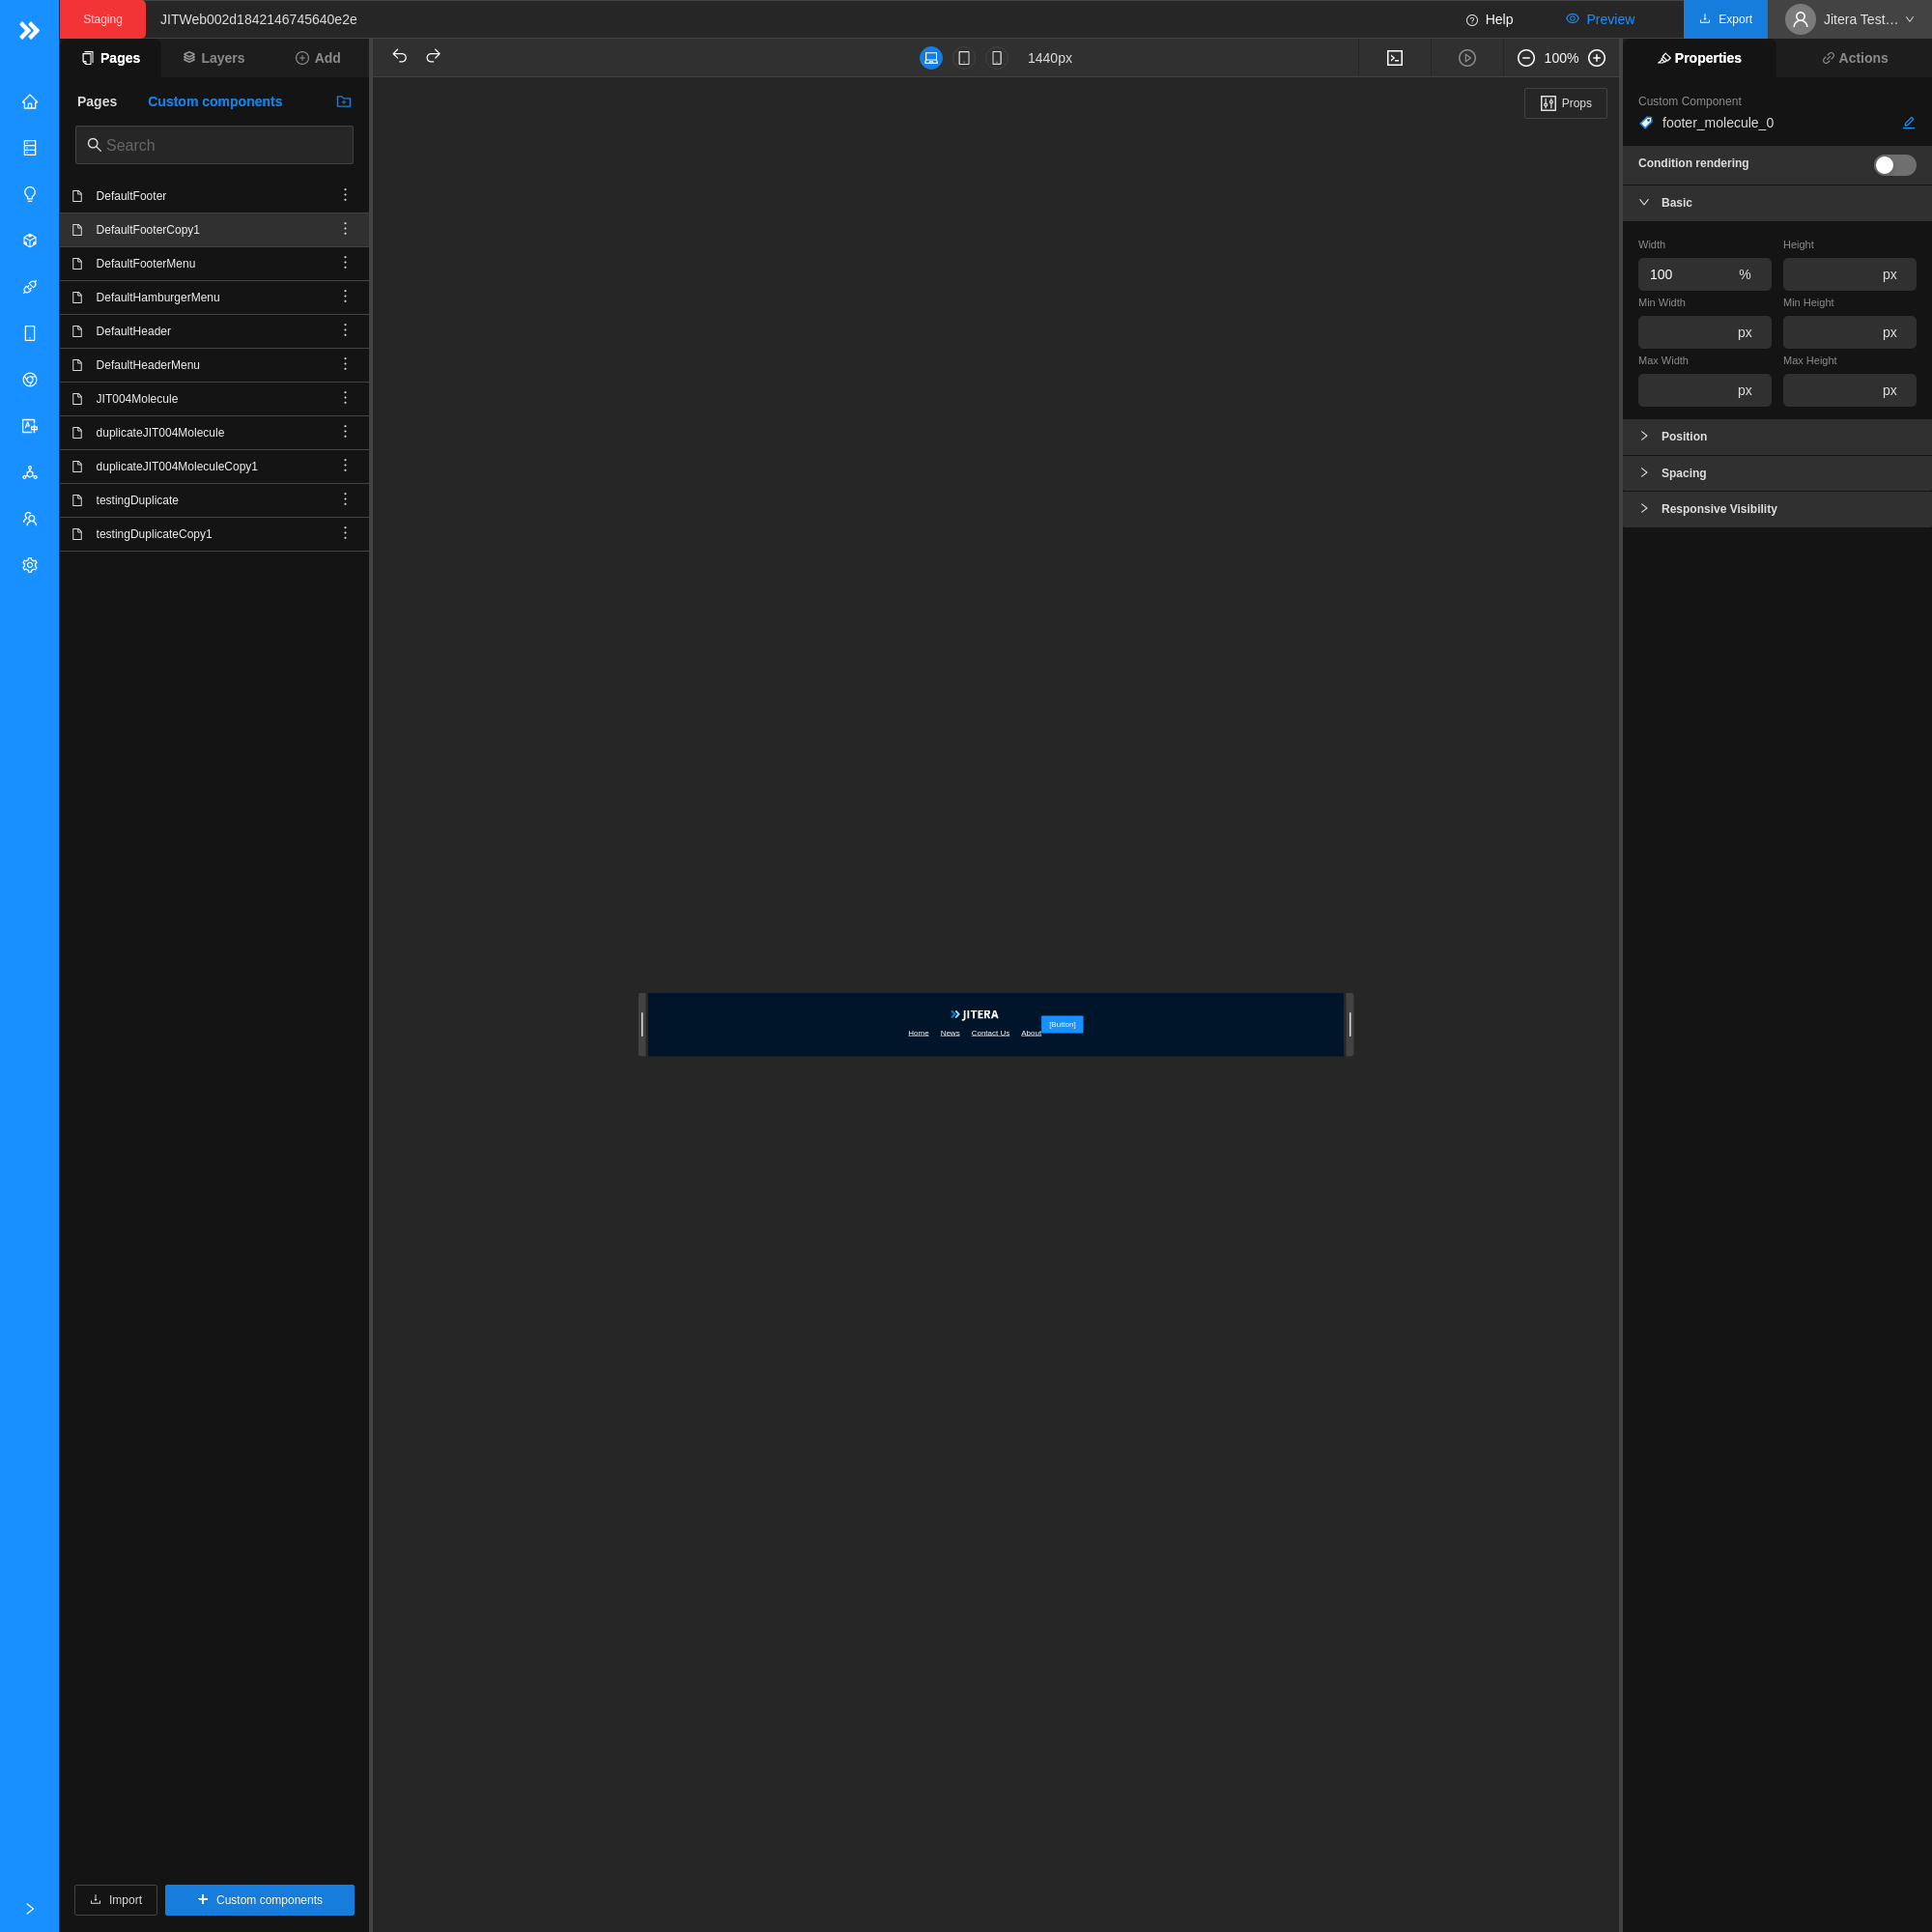 Staging
JITWeb002d1842146745640e2e
Help
Preview
Export
Jitera Test...
Pages
Layers
Add
1440px
100%
Properties
Actions
Pages
Custom components
Search
DefaultFooter
DefaultFooterCopy1
DefaultFooterMenu
DefaultHamburgerMenu
DefaultHeader
DefaultHeaderMenu
JIT004Molecule
duplicateJIT004Molecule
duplicateJIT004MoleculeCopy1
testingDuplicate
testingDuplicateCopy1
Import
Custom components
Props
JITERA
Home News Contact Us About
[Button]
Custom Component
footer_molecule_0
Condition rendering
Basic
Width Height
100 % px
Min Width Min Height
px px
Max Width Max Height
px px
Position
Spacing
Responsive Visibility